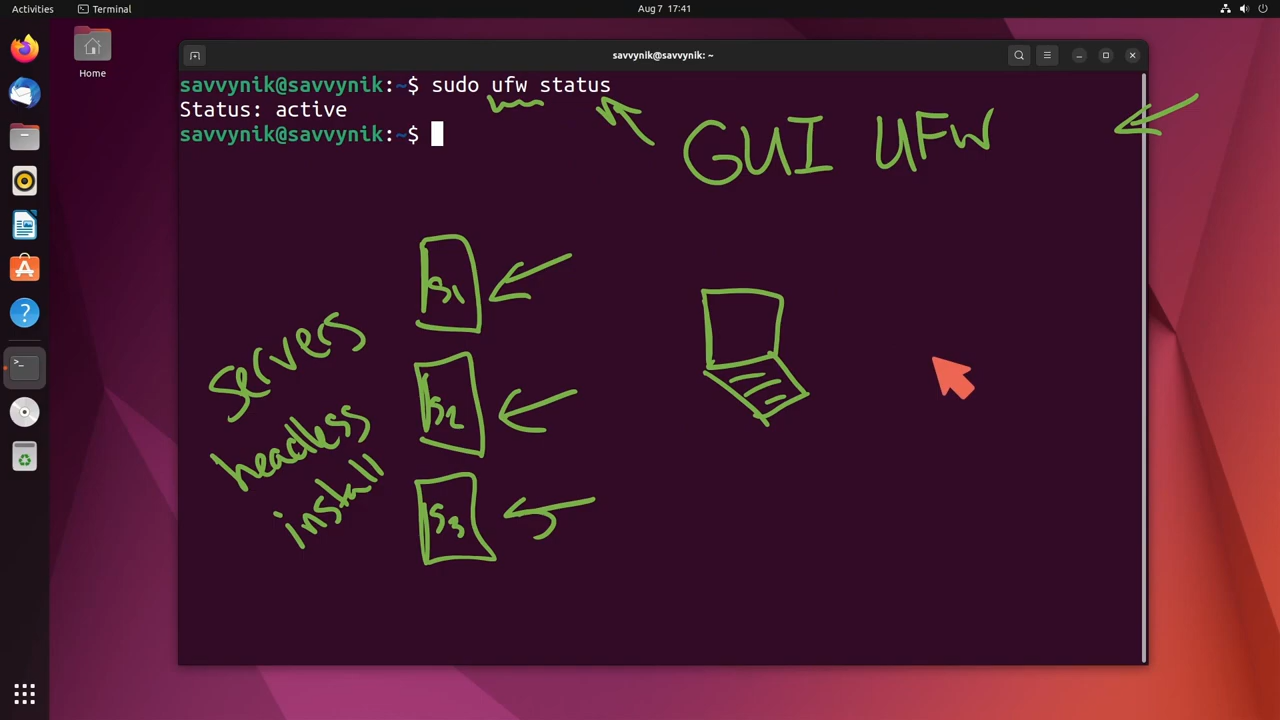 Activities
Terminal
Aug 7 17:41
Home
savvynik@savvynik: ~
savvynik@savvynik:~$ sudo ufw status
Status: active
savvynik@savvynik:~$
GUI UFW
S1
servers
S2
headless
install
S3